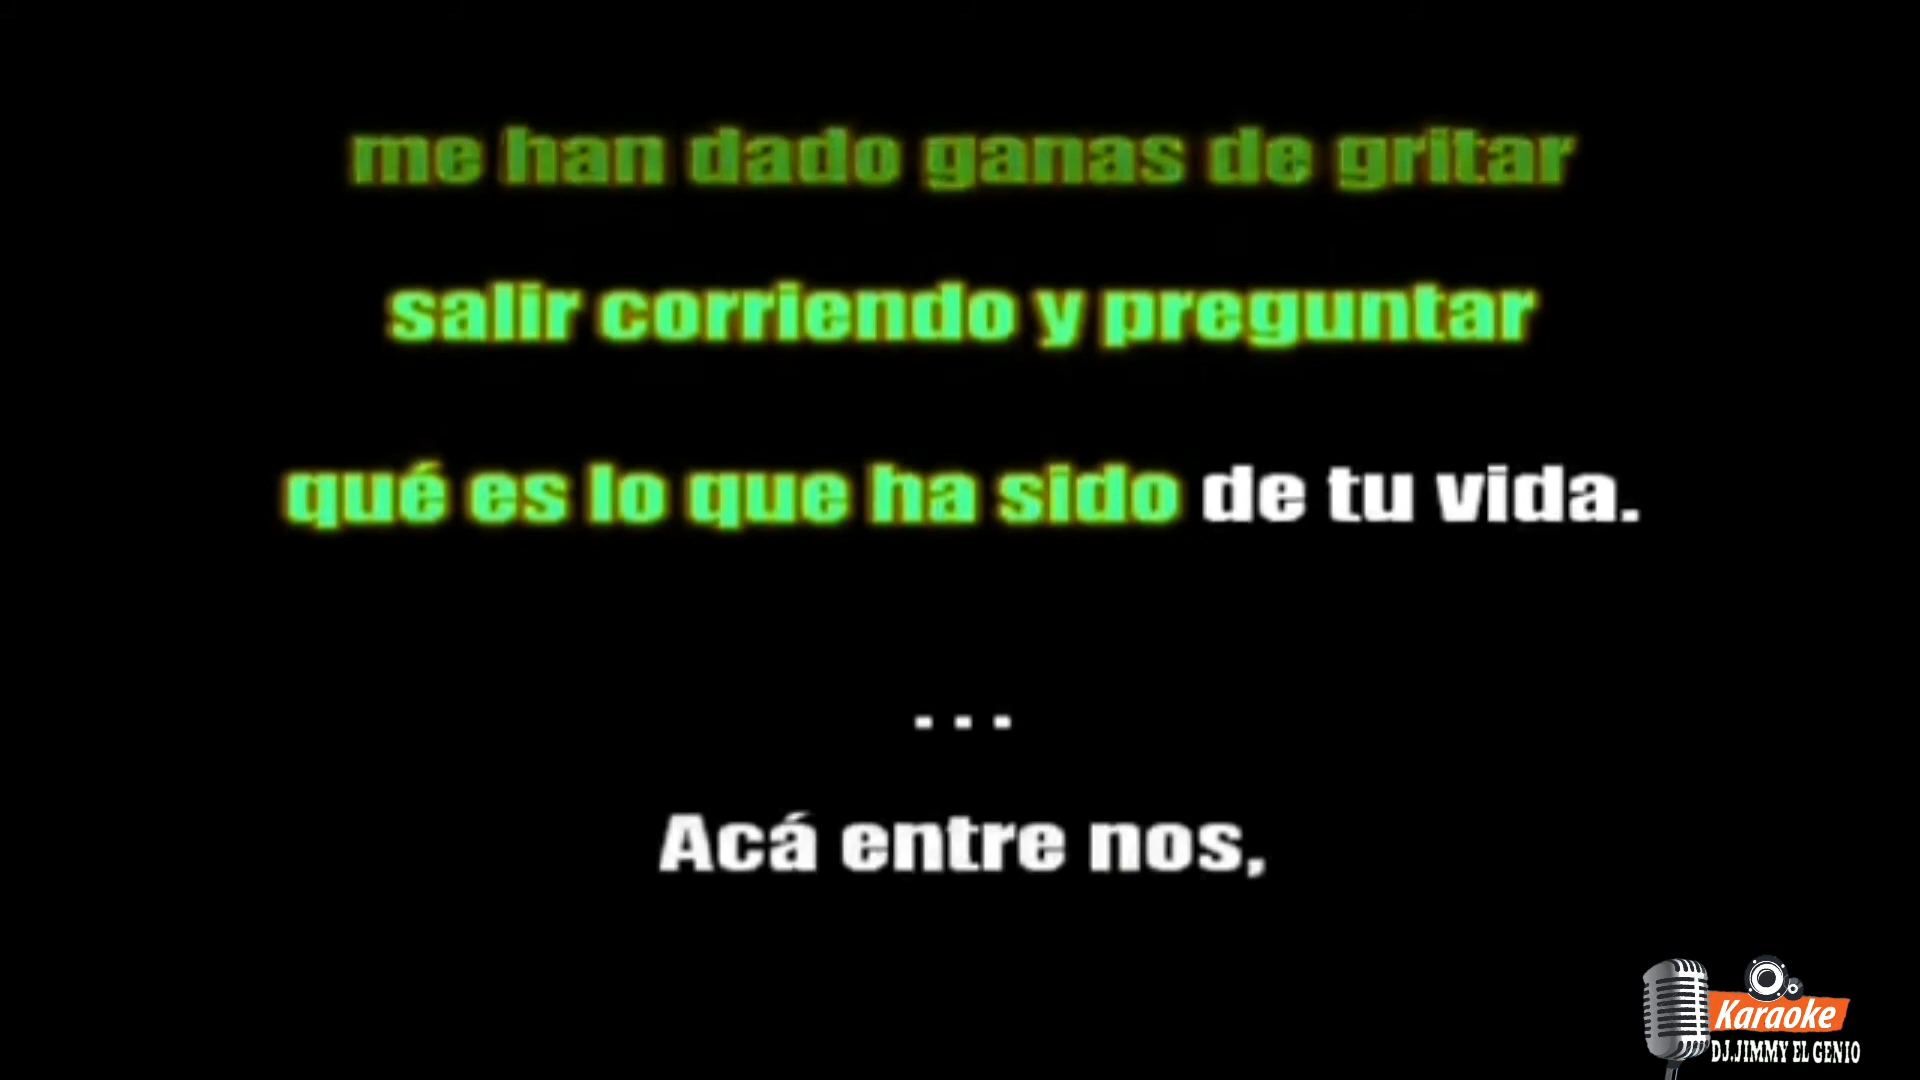 me han dado ganas de gritar
salir corriendo y preguntar
qué es lo que ha sido de tu vida.
...
Acá entre nos,
Karaoke
DJ.JIMMY EL GENIO